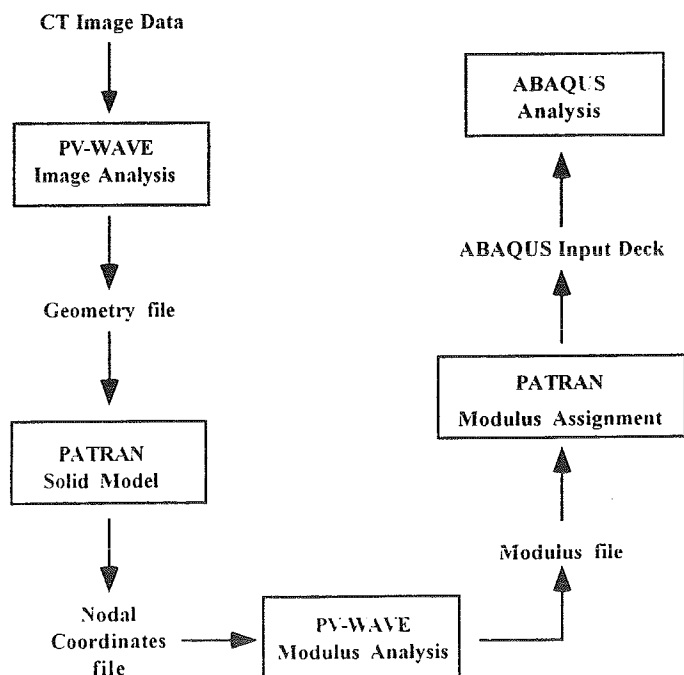 CT Image Data
PV-WAVE
Image Analysis
Geometry file
PATRAN
Solid Model
Nodal
Coordinates
file
PV-WAVE
Modulus Analysis
Modulus file
PATRAN
Modulus Assignment
ABAQUS Input Deck
ABAQUS
Analysis